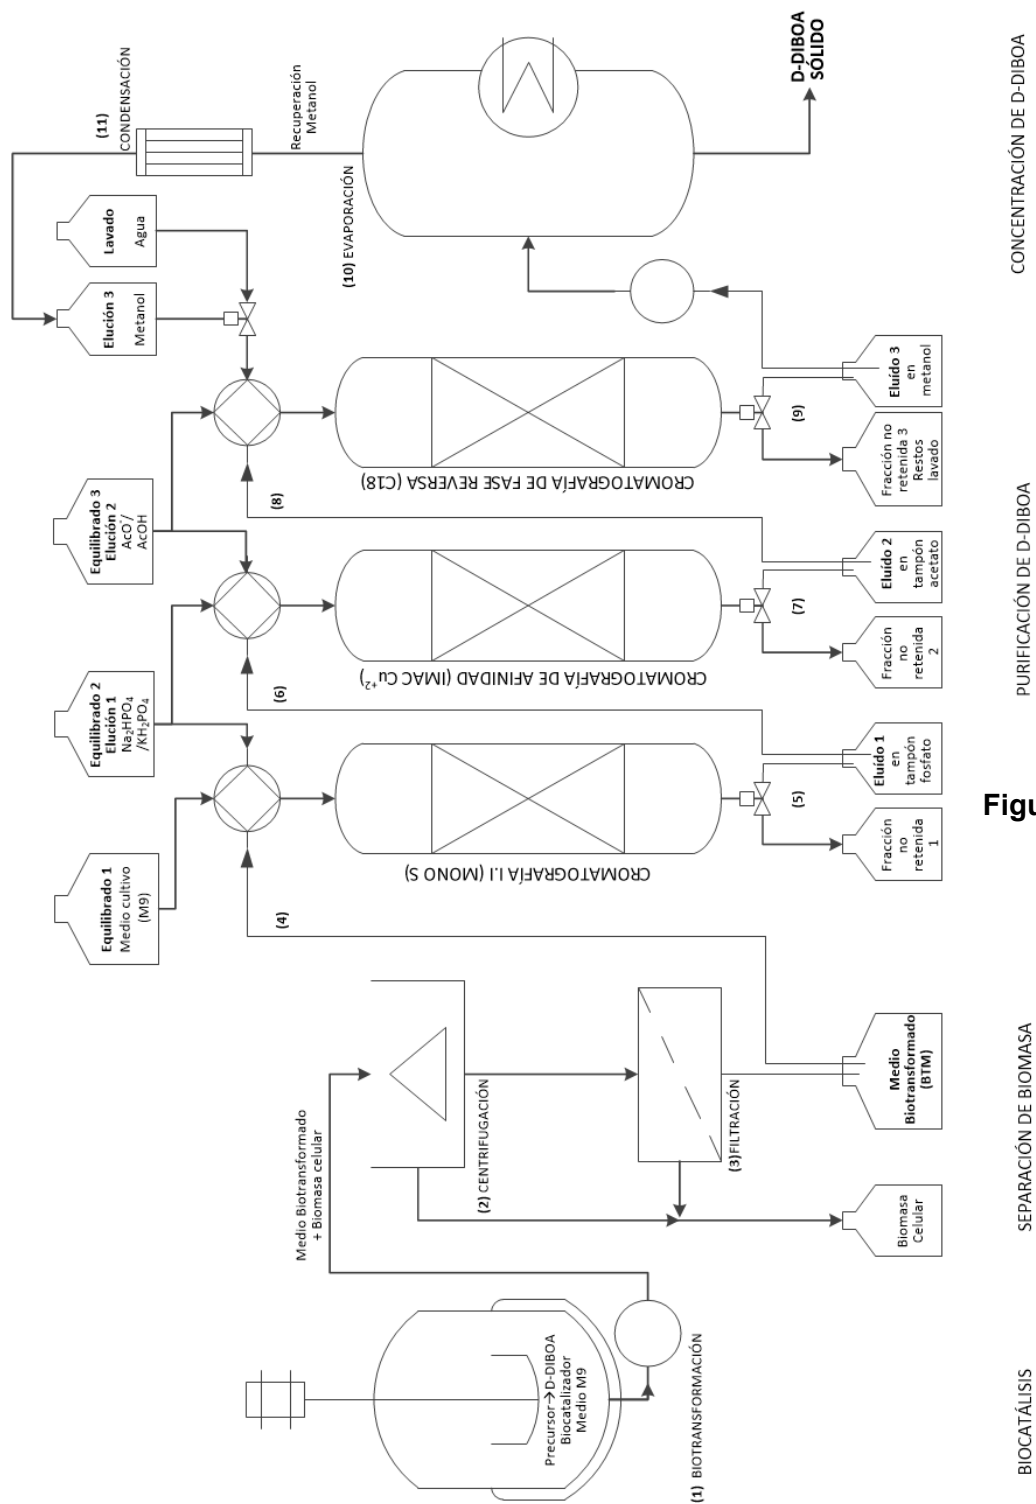 BIOCATÁLISIS
SEPARACIÓN DE BIOMASA
PURIFICACIÓN DE D-DIBOA
CONCENTRACIÓN DE D-DIBOA
(1) BIOTRANSFORMACIÓN
Precursor→D-DIBOA
Biocatalizador
Medio M9
Medio Biotransformado
+ Biomasa celular
(2) CENTRIFUGACIÓN
(3)FILTRACIÓN
Biomasa
Celular
Medio
Biotransformado
(BTM)
(4)
Equilibrado 1
Medio cultivo
(M9)
CROMATOGRAFÍA I.I (MONO S)
(5)
Fracción
no
retenida
1
Eluído 1
en
tampón
fosfato
(6)
Equilibrado 2
Elución 1
Na₂HPO₄
/KH₂PO₄
CROMATOGRAFÍA DE AFINIDAD (IMAC Cu⁺²)
(7)
Fracción
no
retenida
2
Eluído 2
en
tampón
acetato
(8)
Equilibrado 3
Elución 2
AcO⁻/
AcOH
CROMATOGRAFÍA DE FASE REVERSA (C18)
(9)
Fracción no
retenida 3
Restos
lavado
Eluído 3
en
metanol
Elución 3
Metanol
Lavado
Agua
(10) EVAPORACIÓN
Recuperación
Metanol
(11)
CONDENSACIÓN
D-DIBOA
SÓLIDO
Figu